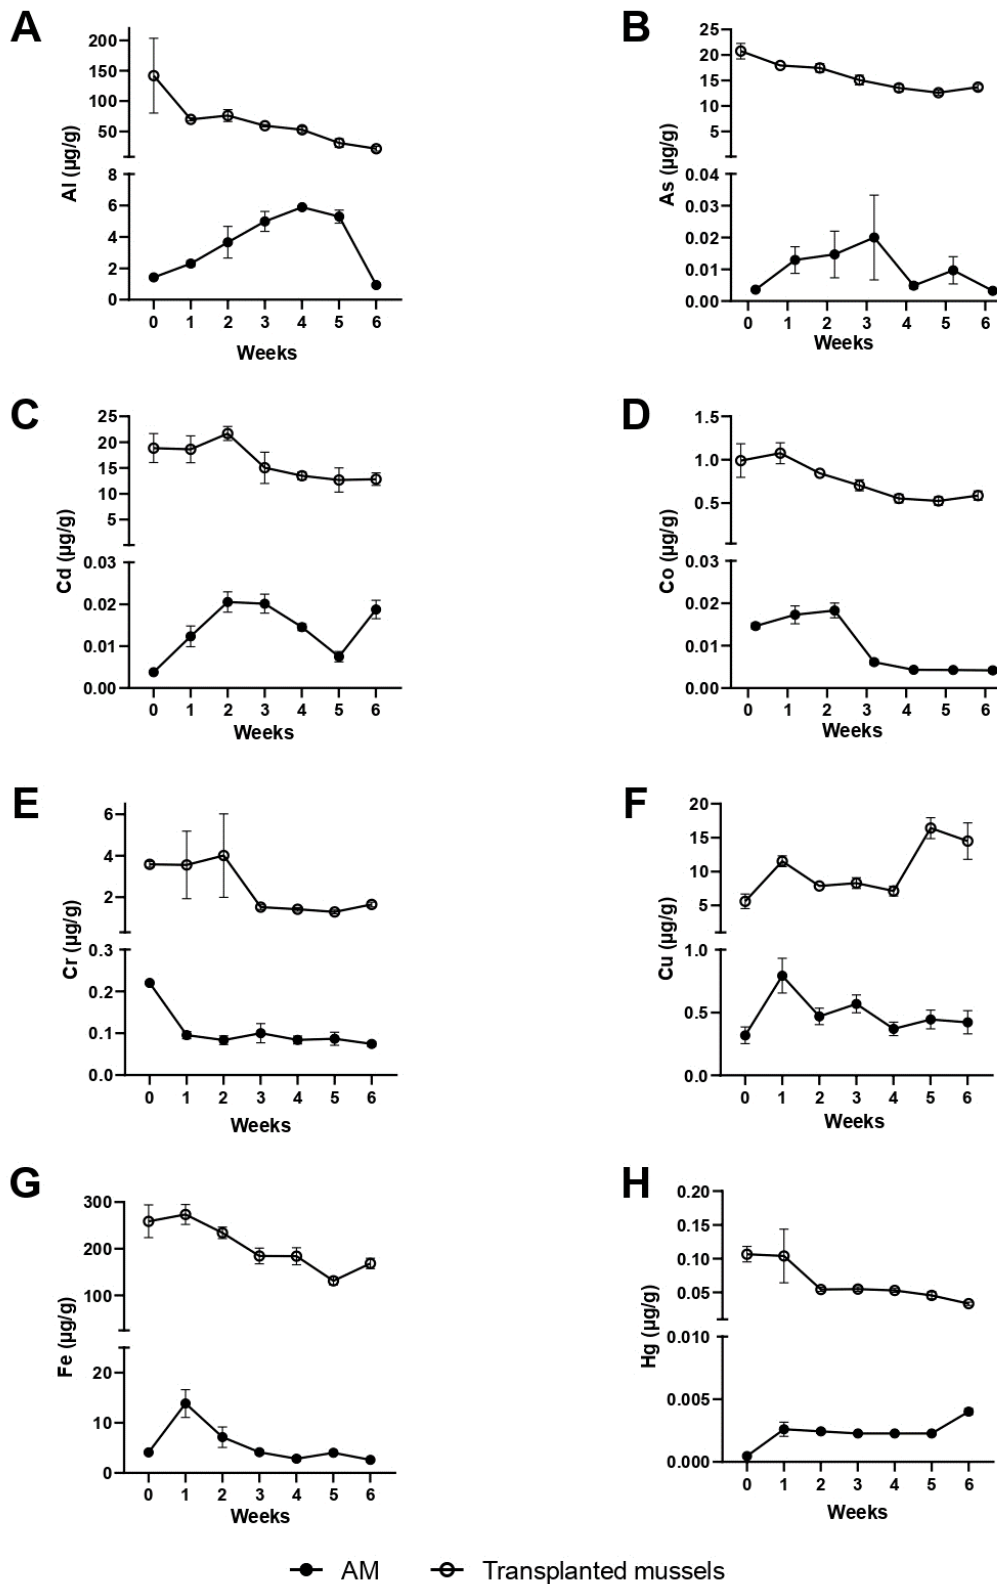 A
Al (µg/g)
200
150
100
50
8
6
4
2
0
0 1 2 3 4 5 6
Weeks
B
As (µg/g)
25
20
15
10
5
0.04
0.03
0.02
0.01
0.00
0 1 2 3 4 5 6
Weeks
C
Cd (µg/g)
25
20
15
10
5
0.03
0.02
0.01
0.00
0 1 2 3 4 5 6
Weeks
D
Co (µg/g)
1.5
1.0
0.5
0.03
0.02
0.01
0.00
0 1 2 3 4 5 6
Weeks
E
Cr (µg/g)
6
4
2
0.3
0.2
0.1
0.0
0 1 2 3 4 5 6
Weeks
F
Cu (µg/g)
20
15
10
5
1.0
0.5
0.0
0 1 2 3 4 5 6
Weeks
G
Fe (µg/g)
300
200
100
20
10
0
0 1 2 3 4 5 6
Weeks
H
Hg (µg/g)
0.20
0.15
0.10
0.05
0.010
0.005
0.000
0 1 2 3 4 5 6
Weeks
AM Transplanted mussels